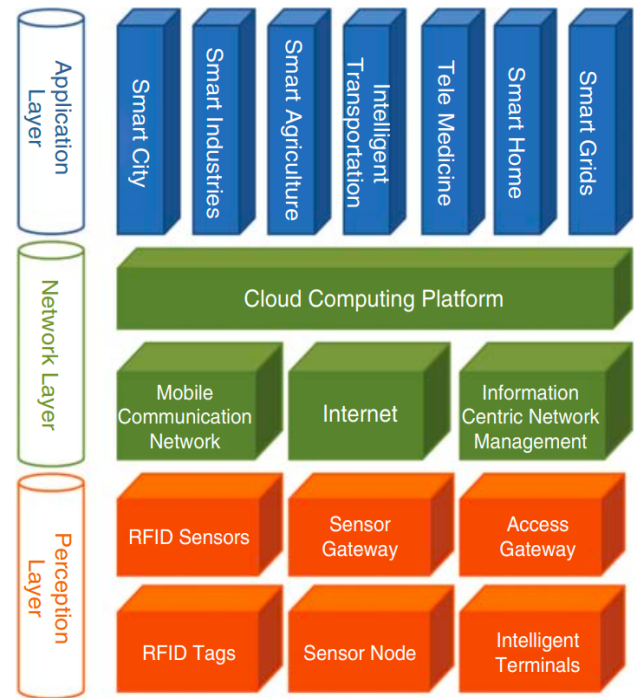 Application
Layer
Smart City
Smart Industries
Smart Agriculture
Intelligent
Transportation
Tele Medicine
Smart Home
Smart Grids
Network Layer
Cloud Computing Platform
Mobile
Communication
Network
Internet
Information
Centric Network
Management
Perception
Layer
RFID Sensors
Sensor
Gateway
Access
Gateway
RFID Tags
Sensor Node
Intelligent
Terminals